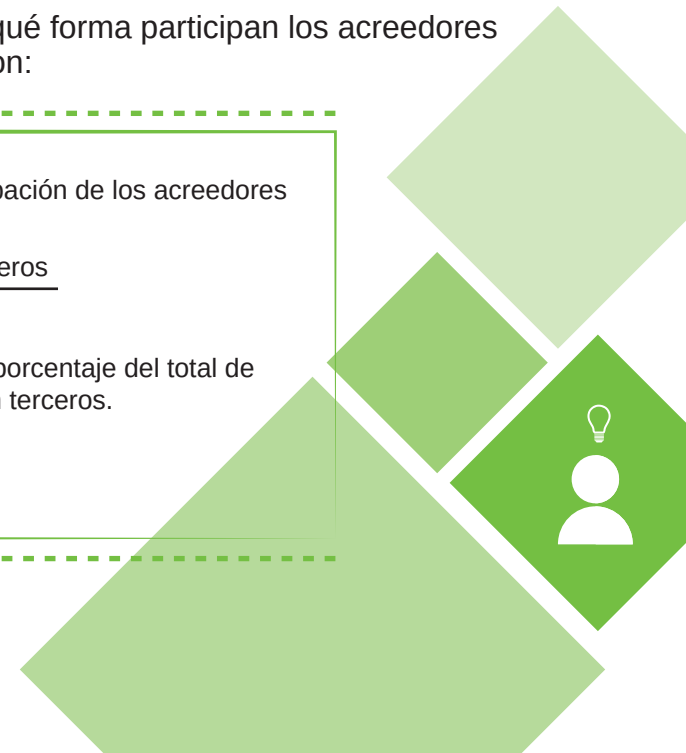 qué forma participan los acreedores
on:
pación de los acreedores
eros
porcentaje del total de
terceros.